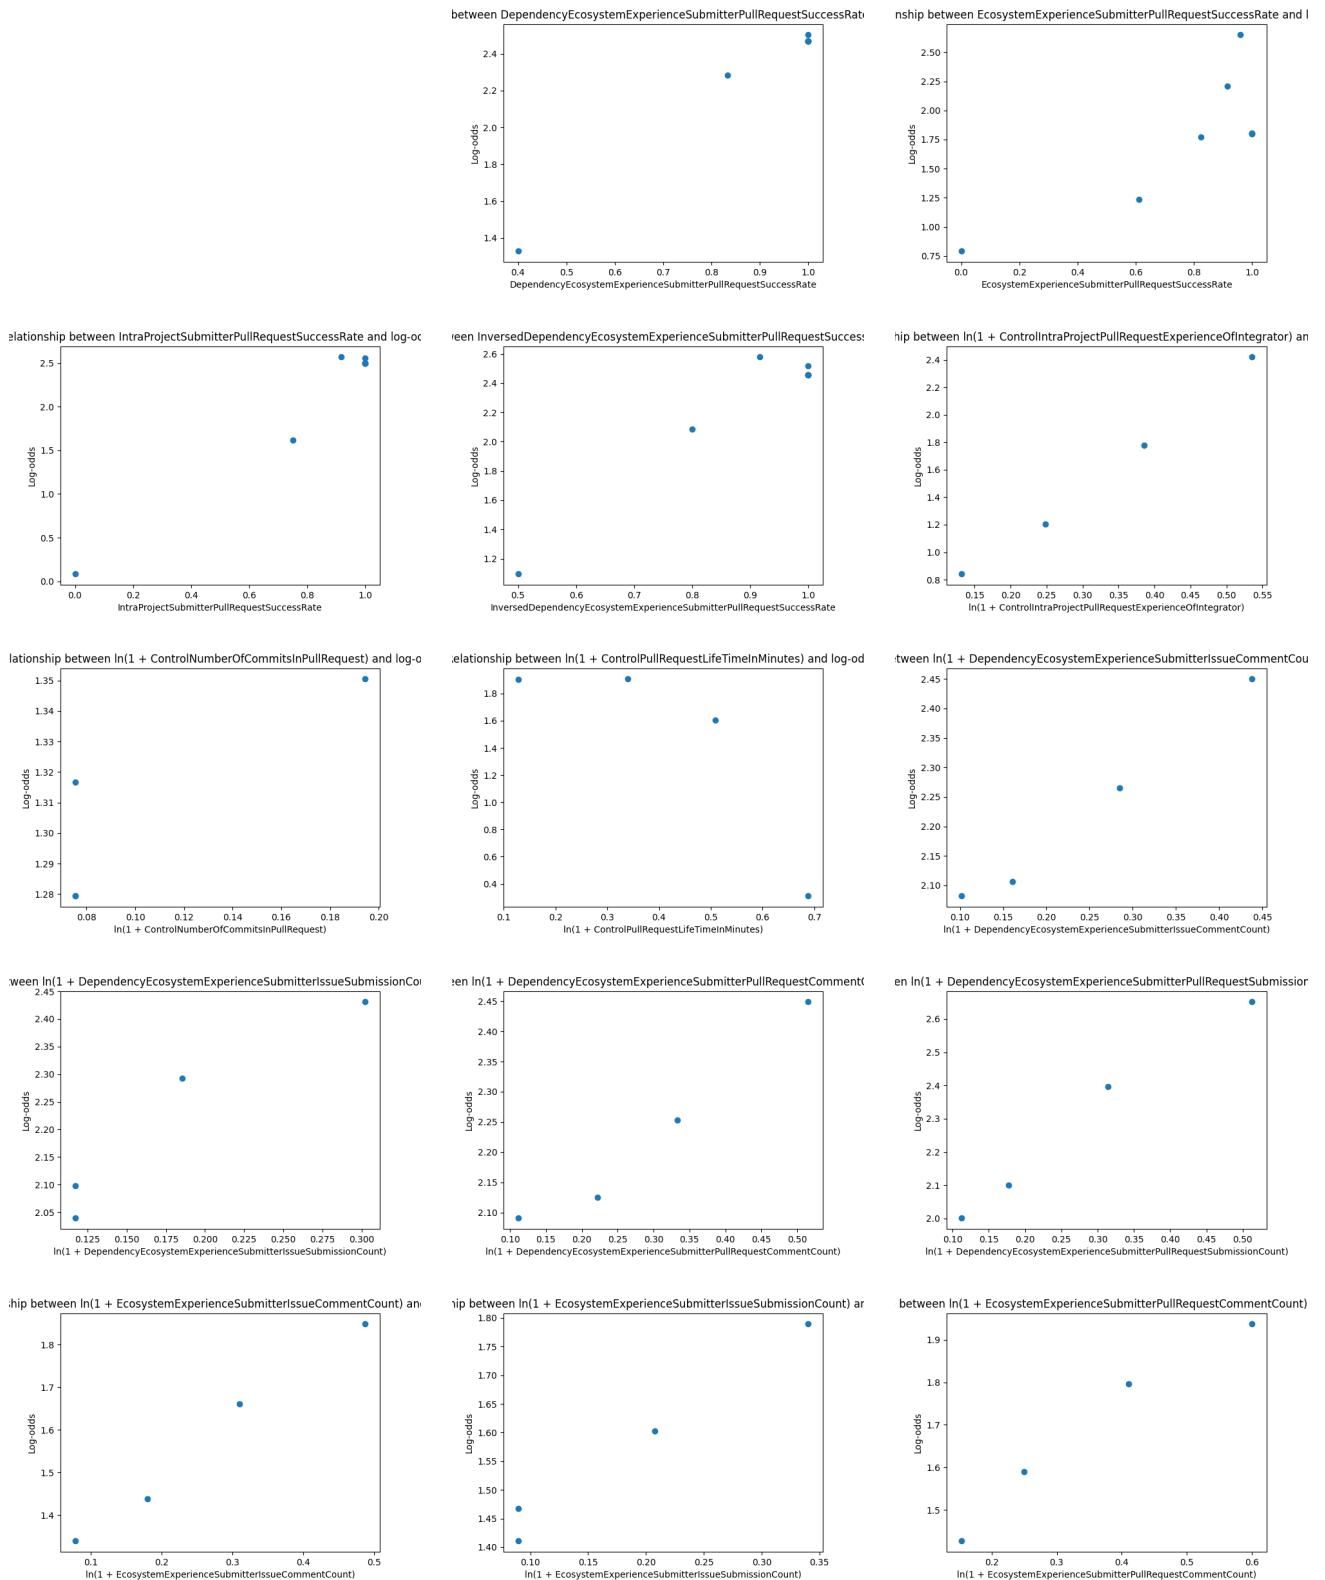 between DependencyEcosystemExperienceSubmitterPullRequestSuccessRate
2.4
2.2
2.0
1.8
1.6
1.4
Log-odds
0.4 0.5 0.6 0.7 0.8 0.9 1.0
DependencyEcosystemExperienceSubmitterPullRequestSuccessRate
nship between EcosystemExperienceSubmitterPullRequestSuccessRate and l
2.50
2.25
2.00
1.75
1.50
1.25
1.00
0.75
Log-odds
0.0 0.2 0.4 0.6 0.8 1.0
EcosystemExperienceSubmitterPullRequestSuccessRate
elationship between IntraProjectSubmitterPullRequestSuccessRate and log-od
2.5
2.0
1.5
1.0
0.5
0.0
Log-odds
0.0 0.2 0.4 0.6 0.8 1.0
IntraProjectSubmitterPullRequestSuccessRate
veen InversedDependencyEcosystemExperienceSubmitterPullRequestSuccess
2.6
2.4
2.2
2.0
1.8
1.6
1.4
1.2
Log-odds
0.5 0.6 0.7 0.8 0.9 1.0
InversedDependencyEcosystemExperienceSubmitterPullRequestSuccessRate
hip between ln(1 + ControlIntraProjectPullRequestExperienceOfIntegrator) an
2.4
2.2
2.0
1.8
1.6
1.4
1.2
1.0
0.8
Log-odds
0.15 0.20 0.25 0.30 0.35 0.40 0.45 0.50 0.55
ln(1 + ControlIntraProjectPullRequestExperienceOfIntegrator)
lationship between ln(1 + ControlNumberOfCommitsInPullRequest) and log-o
1.35
1.34
1.33
1.32
1.31
1.30
1.29
1.28
Log-odds
0.08 0.10 0.12 0.14 0.16 0.18 0.20
ln(1 + ControlNumberOfCommitsInPullRequest)
elationship between ln(1 + ControlPullRequestLifeTimeInMinutes) and log-od
1.8
1.6
1.4
1.2
1.0
0.8
0.6
0.4
Log-odds
0.1 0.2 0.3 0.4 0.5 0.6 0.7
ln(1 + ControlPullRequestLifeTimeInMinutes)
tween ln(1 + DependencyEcosystemExperienceSubmitterIssueCommentCou
2.45
2.40
2.35
2.30
2.25
2.20
2.15
2.10
Log-odds
0.10 0.15 0.20 0.25 0.30 0.35 0.40 0.45
ln(1 + DependencyEcosystemExperienceSubmitterIssueCommentCount)
tween ln(1 + DependencyEcosystemExperienceSubmitterIssueSubmissionCou
2.45
2.40
2.35
2.30
2.25
2.20
2.15
2.10
2.05
Log-odds
0.125 0.150 0.175 0.200 0.225 0.250 0.275 0.300
ln(1 + DependencyEcosystemExperienceSubmitterIssueSubmissionCount)
en ln(1 + DependencyEcosystemExperienceSubmitterPullRequestCommentC
2.45
2.40
2.35
2.30
2.25
2.20
2.15
2.10
Log-odds
0.10 0.15 0.20 0.25 0.30 0.35 0.40 0.45 0.50
ln(1 + DependencyEcosystemExperienceSubmitterPullRequestCommentCount)
en ln(1 + DependencyEcosystemExperienceSubmitterPullRequestSubmission
2.6
2.5
2.4
2.3
2.2
2.1
2.0
Log-odds
0.10 0.15 0.20 0.25 0.30 0.35 0.40 0.45 0.50
ln(1 + DependencyEcosystemExperienceSubmitterPullRequestSubmissionCount)
ship between ln(1 + EcosystemExperienceSubmitterIssueCommentCount) and
1.8
1.7
1.6
1.5
1.4
Log-odds
0.1 0.2 0.3 0.4 0.5
ln(1 + EcosystemExperienceSubmitterIssueCommentCount)
hip between ln(1 + EcosystemExperienceSubmitterIssueSubmissionCount) an
1.80
1.75
1.70
1.65
1.60
1.55
1.50
1.45
1.40
Log-odds
0.10 0.15 0.20 0.25 0.30 0.35
ln(1 + EcosystemExperienceSubmitterIssueSubmissionCount)
between ln(1 + EcosystemExperienceSubmitterPullRequestCommentCount)
1.9
1.8
1.7
1.6
1.5
Log-odds
0.2 0.3 0.4 0.5 0.6
ln(1 + EcosystemExperienceSubmitterPullRequestCommentCount)